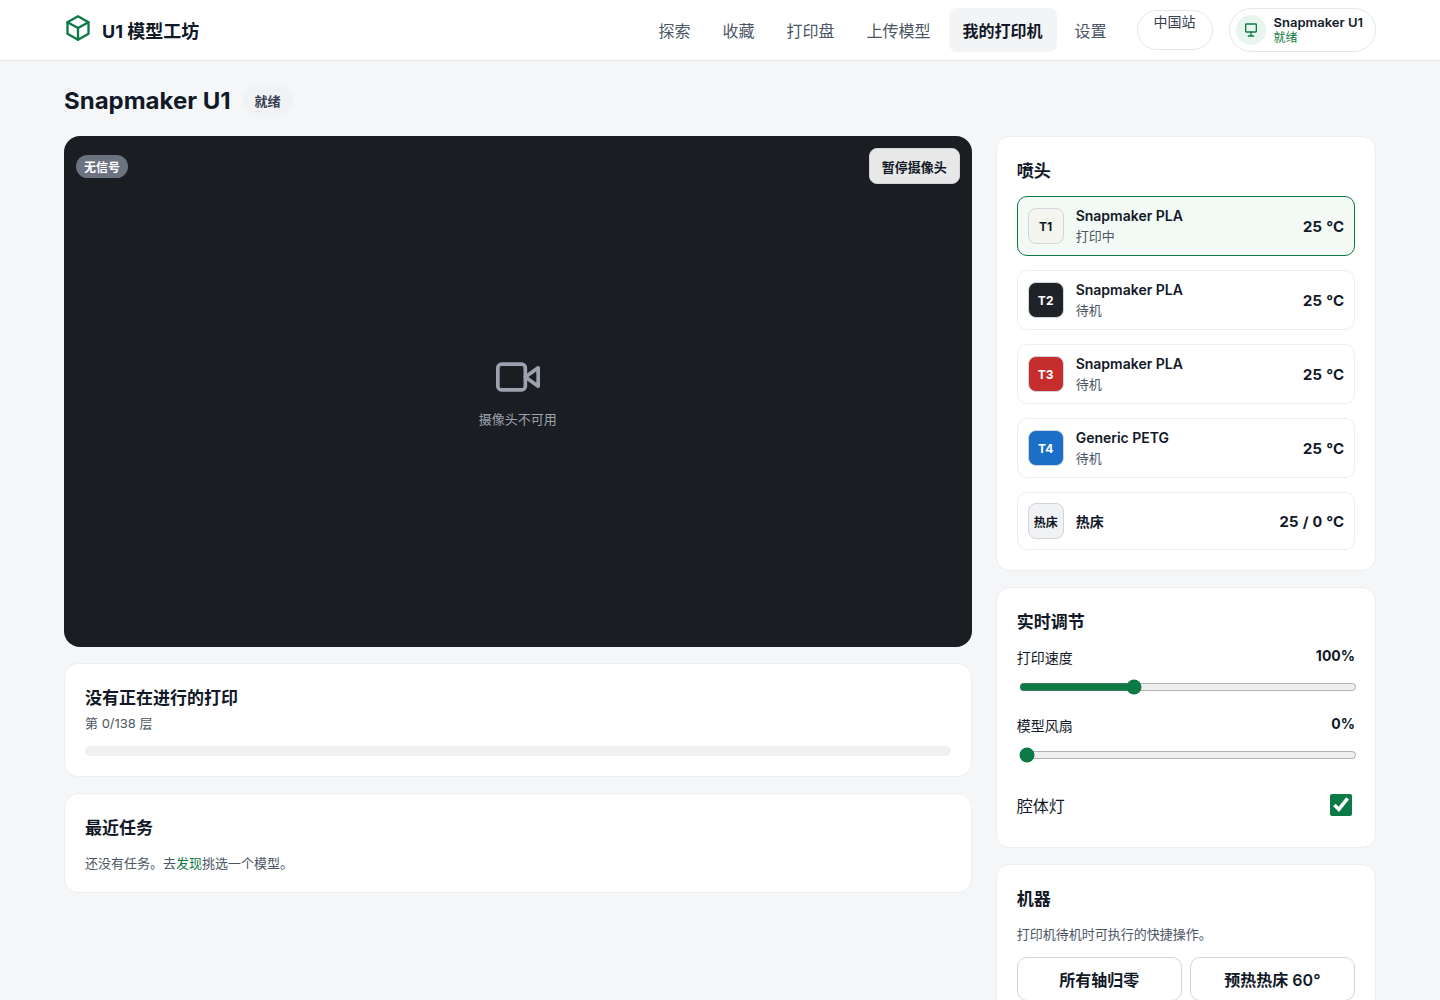 U1 模型工坊
探索
收藏
打印盘
上传模型
我的打印机
设置
中国站
Snapmaker U1
就绪
Snapmaker U1
就绪
无信号
暂停摄像头
摄像头不可用
没有正在进行的打印
第 0/138 层
最近任务
还没有任务。去发现挑选一个模型。
喷头
T1
Snapmaker PLA
打印中
25 °C
T2
Snapmaker PLA
待机
25 °C
T3
Snapmaker PLA
待机
25 °C
T4
Generic PETG
待机
25 °C
热床
热床
25 / 0 °C
实时调节
打印速度
100%
模型风扇
0%
腔体灯
机器
打印机待机时可执行的快捷操作。
所有轴归零
预热热床 60°